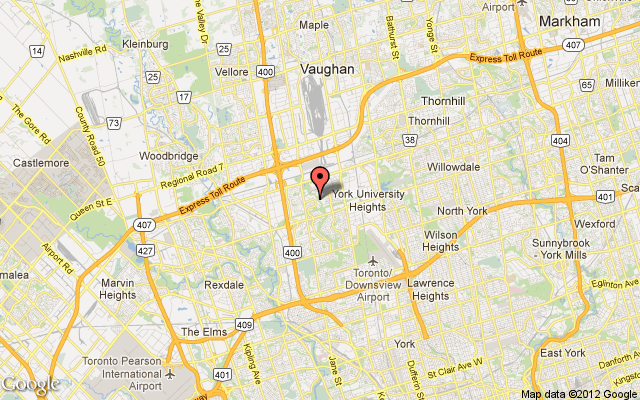 Kleinburg
The Valley Dr
Maple
Bathurst St
Yonge St
Airport
Markham
14
Nashville Rd
25
407
Express Toll Route
Vellore
400
Vaughan
25
17
65
Milliken
The Gore Rd
County Road 50
73
Thornhill
Thornhill
38
404
Woodbridge
Castlemore
Regional Road 7
Willowdale
Tam
O'Shanter
Queen St E
Express Toll Route
York University
Heights
401
Sca
407
North York
Wexford
427
400
Wilson
Heights
Sunnybrook
- York Mills
Airport Rd
malea
Marvin
Heights
Rexdale
Toronto/
Downsview
Airport
Lawrence
Heights
Eglinton Ave
409
The Elms
York
East York
Toronto Pearson
International
Airport
Kipling Ave
Jane St
Dufferin St
St Clair Ave W
Danforth Av
401
way
Kingsto
Google
Map data ©2012 Google